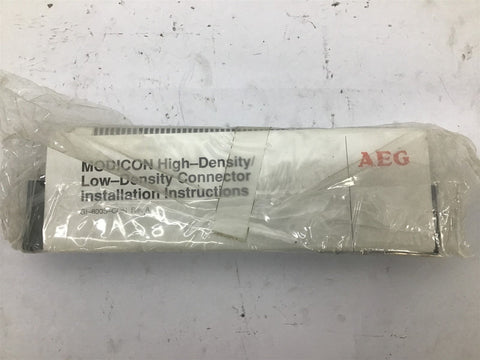 MODICON High-Density/
Low-Density Connector
Installation Instructions
AEG